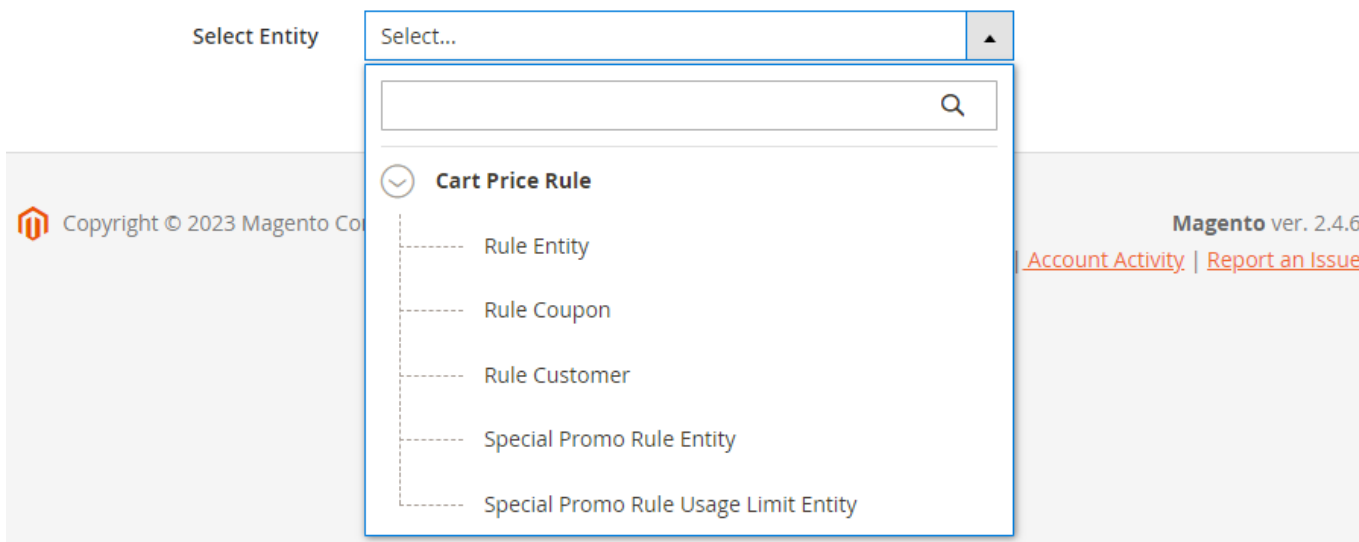 Select Entity
Select...
Cart Price Rule
Rule Entity
Rule Coupon
Rule Customer
Special Promo Rule Entity
Special Promo Rule Usage Limit Entity
Copyright © 2023 Magento
Magento ver. 2.4.6
| Account Activity | Report an Issue